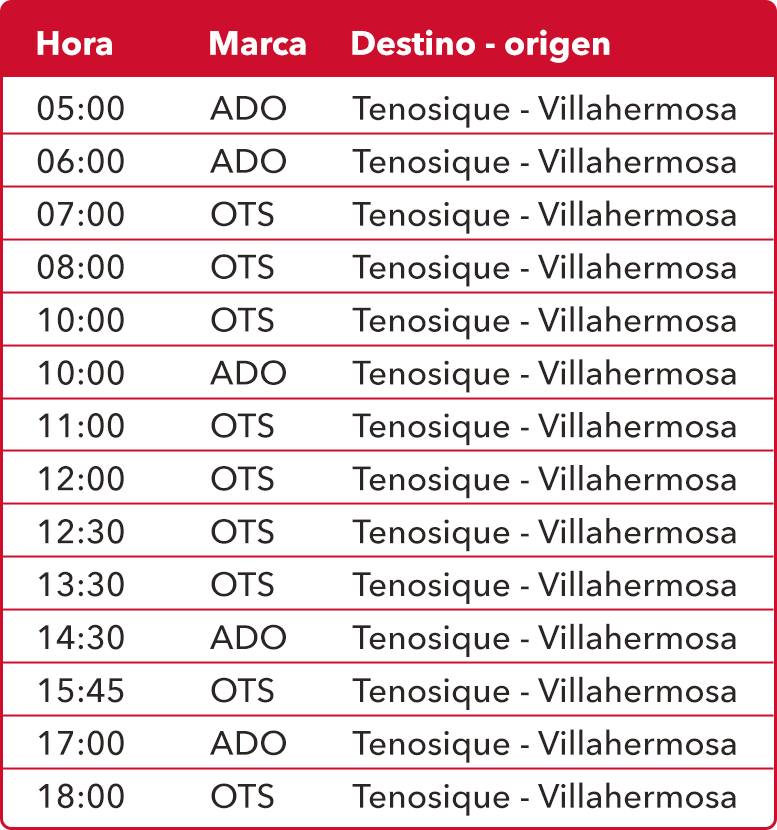 Hora Marca Destino - origen
05:00 ADO Tenosique - Villahermosa
06:00 ADO Tenosique - Villahermosa
07:00 OTS Tenosique - Villahermosa
08:00 OTS Tenosique - Villahermosa
10:00 OTS Tenosique - Villahermosa
10:00 ADO Tenosique - Villahermosa
11:00 OTS Tenosique - Villahermosa
12:00 OTS Tenosique - Villahermosa
12:30 OTS Tenosique - Villahermosa
13:30 OTS Tenosique - Villahermosa
14:30 ADO Tenosique - Villahermosa
15:45 OTS Tenosique - Villahermosa
17:00 ADO Tenosique - Villahermosa
18:00 OTS Tenosique - Villahermosa